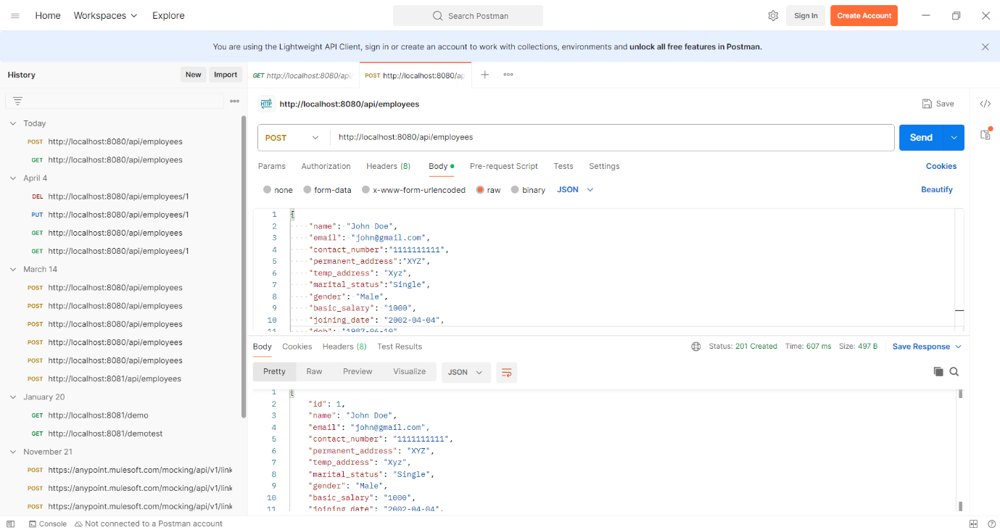 Home Workspaces Explore Search Postman Sign In Create Account
You are using the Lightweight API Client, sign in or create an account to work with collections, environments and unlock all free features in Postman.
History New Import
GET http://localhost:8080/api/ POST http://localhost:8080/ap
HTTP http://localhost:8080/api/employees Save
Today
POST http://localhost:8080/api/employees
GET http://localhost:8080/api/employees
April 4
DEL http://localhost:8080/api/employees/1
PUT http://localhost:8080/api/employees/1
GET http://localhost:8080/api/employees
GET http://localhost:8080/api/employees/1
March 14
POST http://localhost:8080/api/employees
POST http://localhost:8080/api/employees
POST http://localhost:8080/api/employees
POST http://localhost:8080/api/employees
POST http://localhost:8080/api/employees
POST http://localhost:8081/api/employees
January 20
GET http://localhost:8081/demo
GET http://localhost:8081/demotest
November 21
POST https://anypoint.mulesoft.com/mocking/api/v1/link
POST https://anypoint.mulesoft.com/mocking/api/v1/link
POST https://anypoint.mulesoft.com/mocking/api/v1/link
POST http://localhost:8080/api/employees Send
Params Authorization Headers (8) Body Pre-request Script Tests Settings Cookies
none form-data x-www-form-urlencoded raw binary JSON Beautify
1 {
2 "name": "John Doe",
3 "email": "john@gmail.com",
4 "contact_number":"1111111111",
5 "permanent_address":"XYZ",
6 "temp_address": "Xyz",
7 "marital_status":"Single",
8 "gender": "Male",
9 "basic_salary": "1000",
10 "joining_date": "2002-04-04",
11 "dob": "1987-06-10"
Body Cookies Headers (8) Test Results Status: 201 Created Time: 607 ms Size: 497 B Save Response
Pretty Raw Preview Visualize JSON
1 {
2 "id": 1,
3 "name": "John Doe",
4 "email": "john@gmail.com",
5 "contact_number": "1111111111",
6 "permanent_address": "XYZ",
7 "temp_address": "Xyz",
8 "marital_status": "Single",
9 "gender": "Male",
10 "basic_salary": "1000",
11 "joining_date": "2002-04-04",
Console Not connected to a Postman account